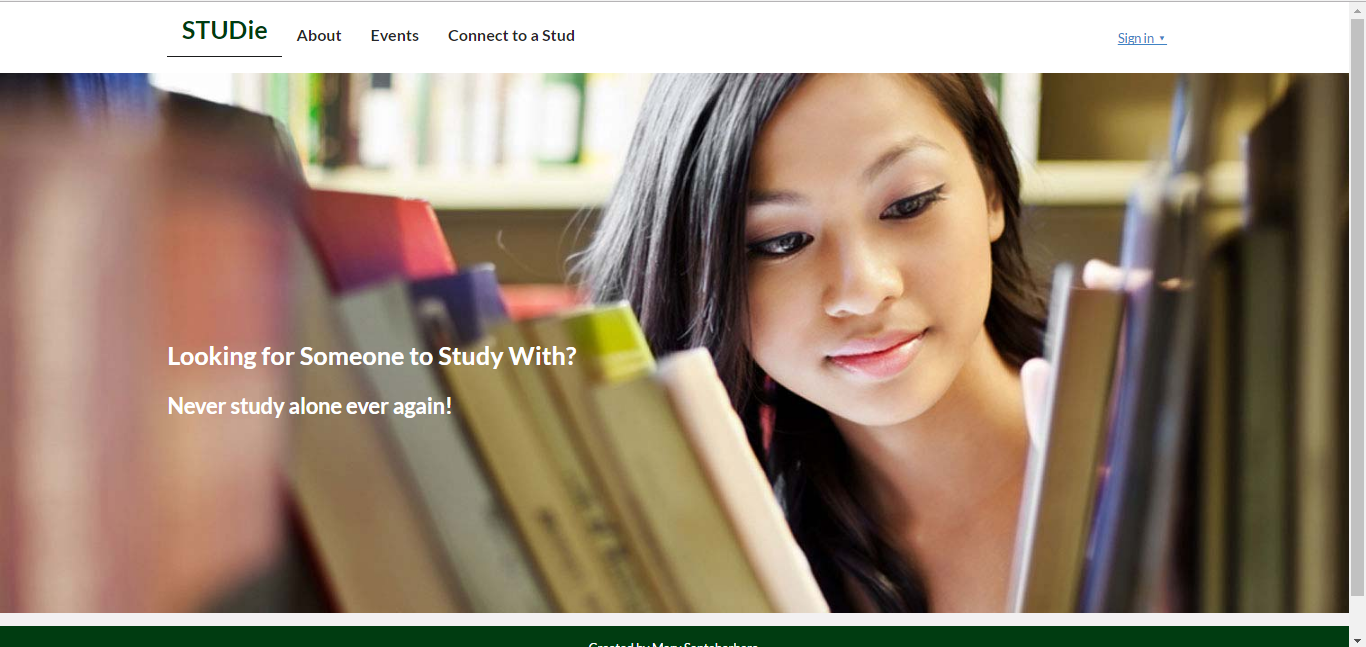 STUDie
About
Events
Connect to a Stud
Sign in ▾
Looking for Someone to Study With?
Never study alone ever again!
Created by Mary